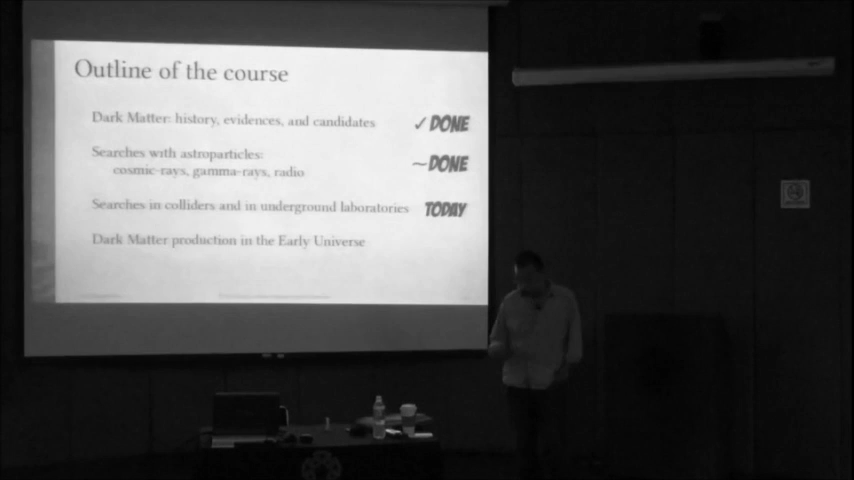 Outline of the course
Dark Matter: history, evidences, and candidates ✓ DONE
Searches with astroparticles:
cosmic-rays, gamma-rays, radio ~DONE
Searches in colliders and in underground laboratories TODAY
Dark Matter production in the Early Universe